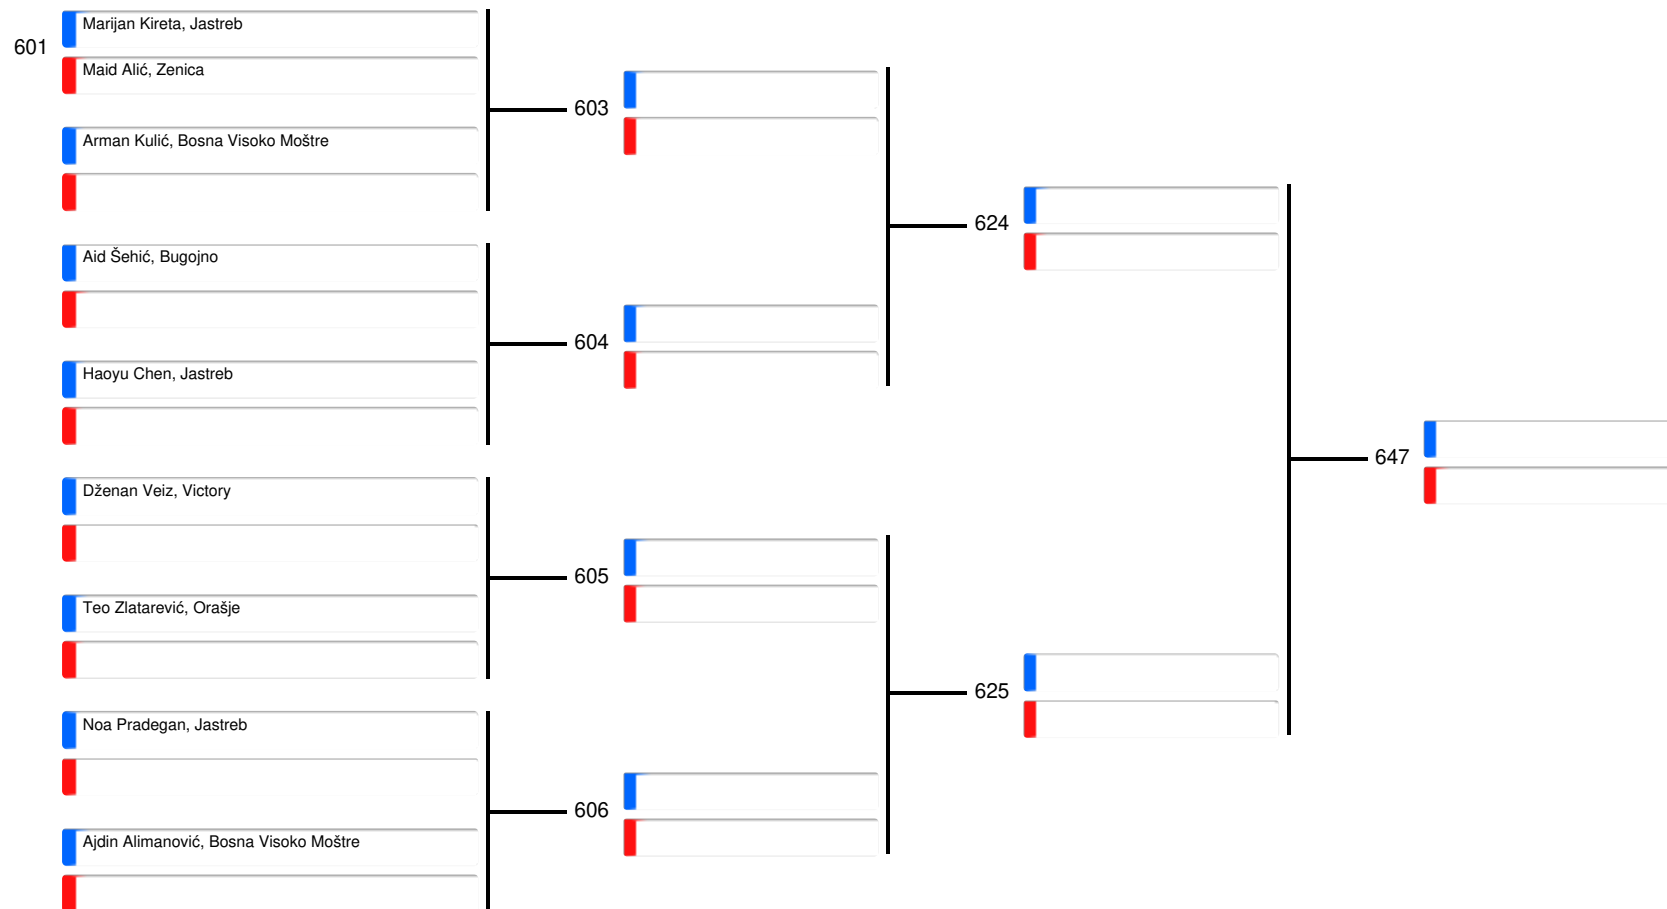 601
Marijan Kireta, Jastreb
Maid Alić, Zenica
603
Arman Kulić, Bosna Visoko Moštre
624
Aid Šehić, Bugojno
604
Haoyu Chen, Jastreb
647
Dženan Veiz, Victory
605
Teo Zlatarević, Orašje
625
Noa Pradegan, Jastreb
606
Ajdin Alimanović, Bosna Visoko Moštre